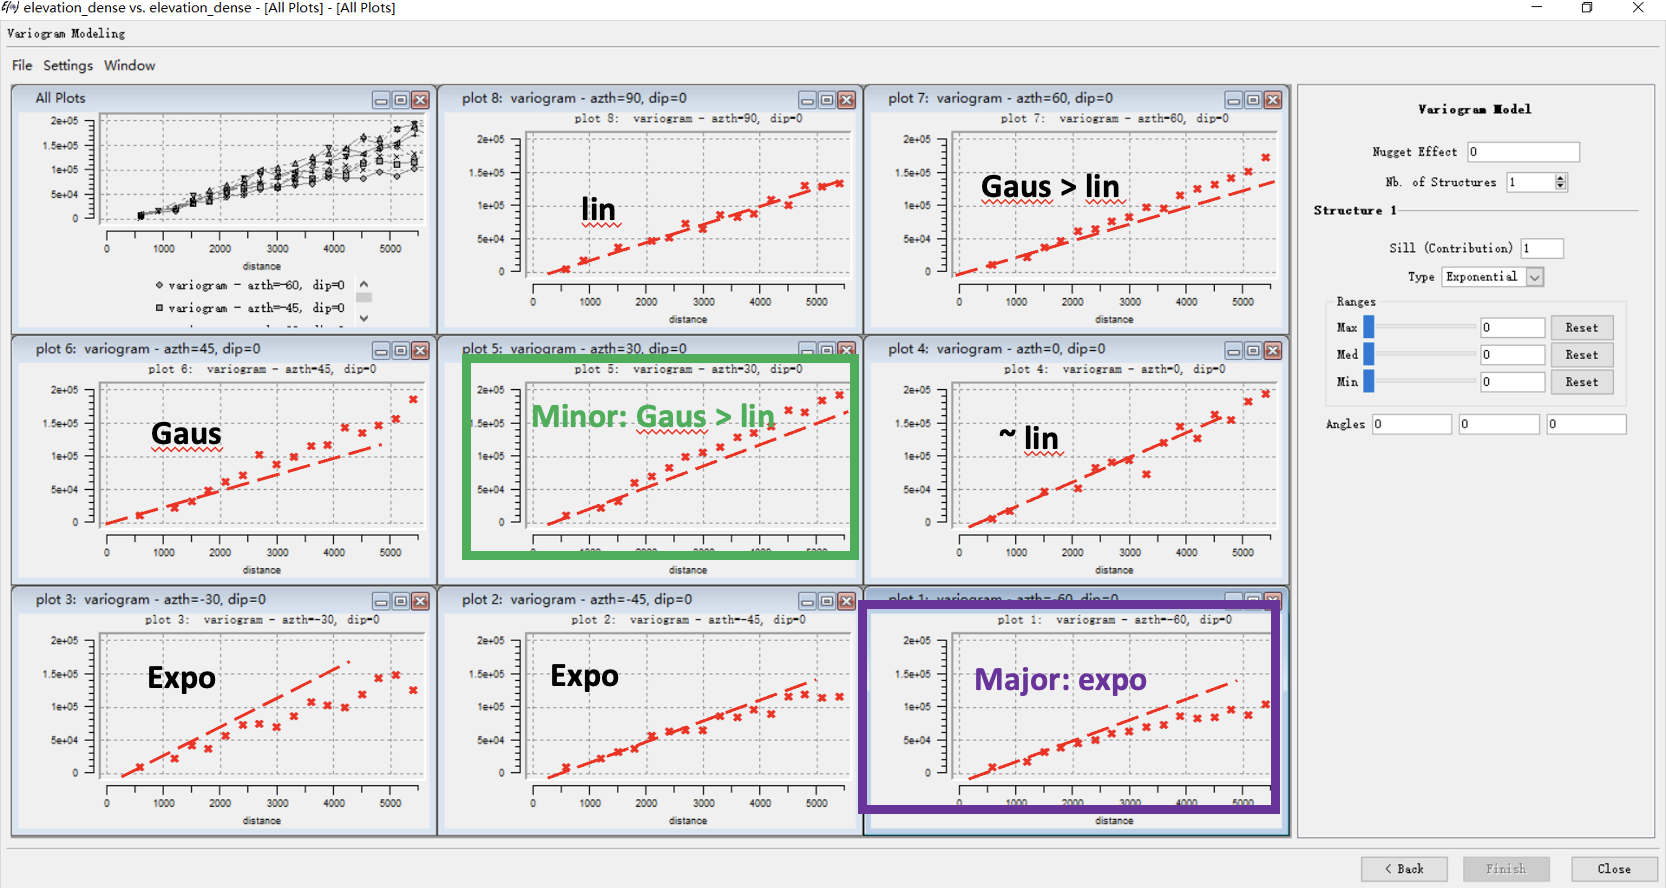 elevation_dense vs. elevation_dense - [All Plots] - [All Plots]
Variogram Modeling
File Settings Window
All Plots
2e+05
1.5e+05
1e+05
5e+04
0
0 1000 2000 3000 4000 5000
distance
variogram - azth=-60, dip=0
variogram - azth=-45, dip=0
plot 8: variogram - azth=90, dip=0
plot 8: variogram - azth=90, dip=0
2e+05
1.5e+05
1e+05
5e+04
0
lin
0 1000 2000 3000 4000 5000
distance
plot 7: variogram - azth=60, dip=0
plot 7: variogram - azth=60, dip=0
2e+05
1.5e+05
1e+05
5e+04
0
Gaus > lin
0 1000 2000 3000 4000 5000
distance
plot 6: variogram - azth=45, dip=0
plot 6: variogram - azth=45, dip=0
2e+05
1.5e+05
1e+05
5e+04
0
Gaus
0 1000 2000 3000 4000 5000
distance
plot 5: variogram - azth=30, dip=0
plot 5: variogram - azth=30, dip=0
2e+05
1.5e+05
1e+05
5e+04
0
Minor: Gaus > lin
0 1000 2000 3000 4000 5000
distance
plot 4: variogram - azth=0, dip=0
plot 4: variogram - azth=0, dip=0
2e+05
1.5e+05
1e+05
5e+04
0
~ lin
0 1000 2000 3000 4000 5000
distance
plot 3: variogram - azth=-30, dip=0
plot 3: variogram - azth=-30, dip=0
2e+05
1.5e+05
1e+05
5e+04
0
Expo
0 1000 2000 3000 4000 5000
distance
plot 2: variogram - azth=-45, dip=0
plot 2: variogram - azth=-45, dip=0
2e+05
1.5e+05
1e+05
5e+04
0
Expo
0 1000 2000 3000 4000 5000
distance
plot 1: variogram - azth=-60, dip=0
plot 1: variogram - azth=-60, dip=0
2e+05
1.5e+05
1e+05
5e+04
0
Major: expo
0 1000 2000 3000 4000 5000
distance
Variogram Model
Nugget Effect 0
Nb. of Structures 1
Structure 1
Sill (Contribution) 1
Type Exponential
Ranges
Max 0 Reset
Med 0 Reset
Min 0 Reset
Angles 0 0 0
< Back Finish Close